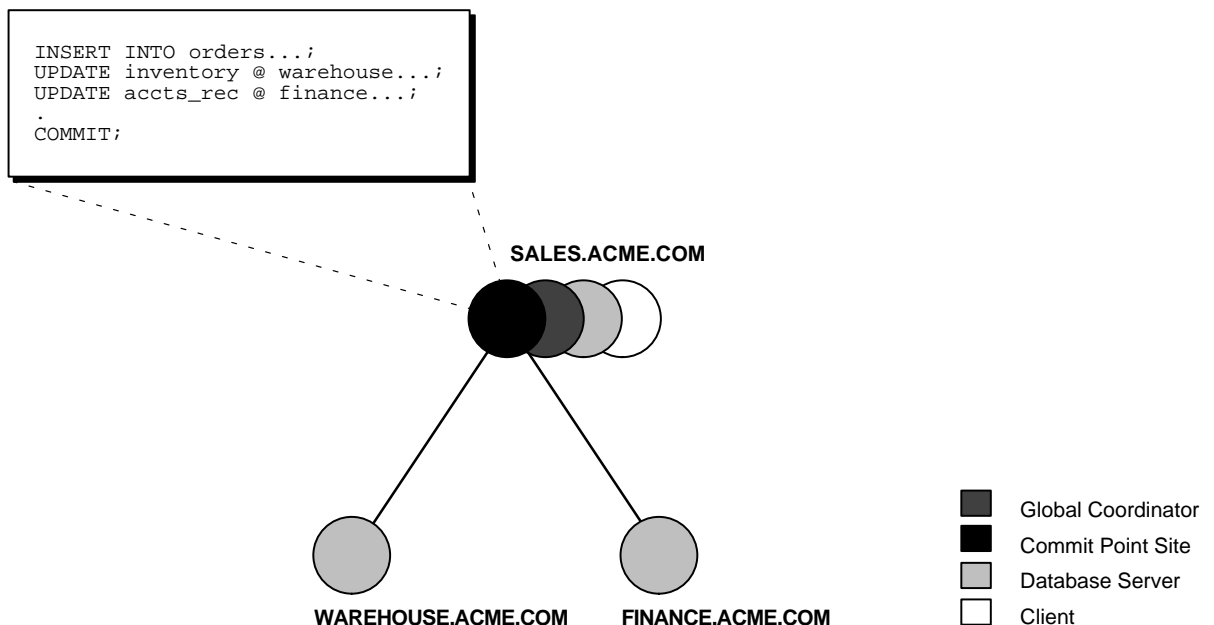 INSERT INTO orders...;
UPDATE inventory @ warehouse...;
UPDATE accts_rec @ finance...;
.
COMMIT;
SALES.ACME.COM
WAREHOUSE.ACME.COM
FINANCE.ACME.COM
Global Coordinator
Commit Point Site
Database Server
Client